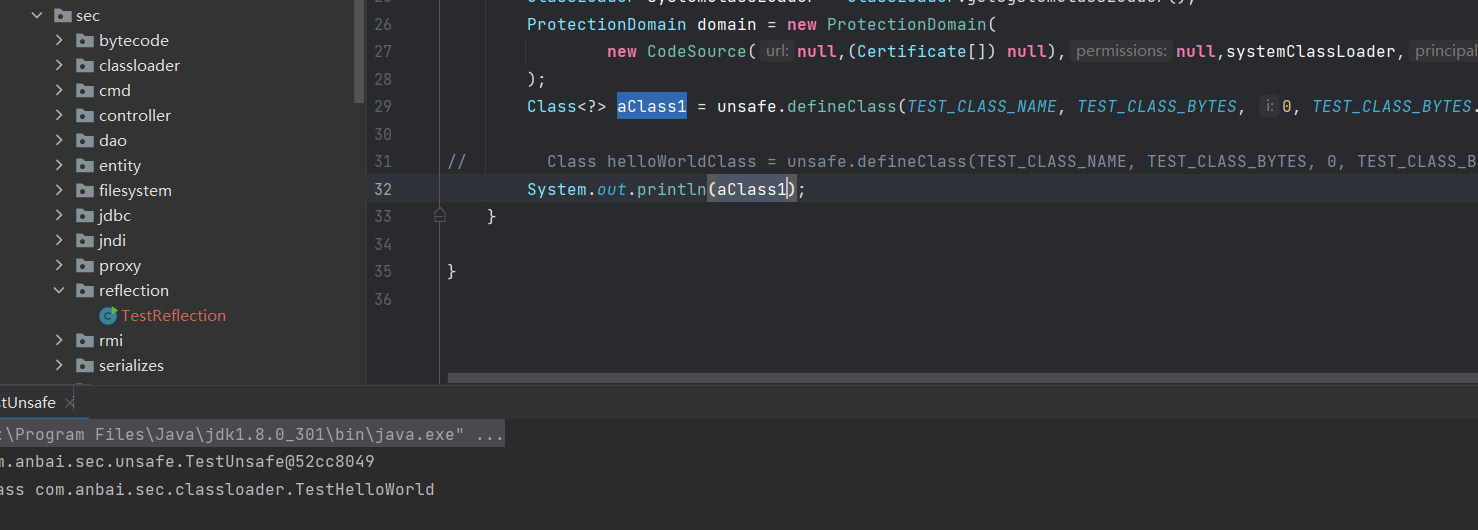 sec
bytecode
classloader
cmd
controller
dao
entity
filesystem
jdbc
jndi
proxy
reflection
TestReflection
rmi
serializes
26 ProtectionDomain domain = new ProtectionDomain(
27 new CodeSource( url: null,(Certificate[]) null), permissions: null,systemClassLoader, principal
28 );
29 Class<?> aClass1 = unsafe.defineClass(TEST_CLASS_NAME, TEST_CLASS_BYTES, i: 0, TEST_CLASS_BYTES.
30
31 // Class helloWorldClass = unsafe.defineClass(TEST_CLASS_NAME, TEST_CLASS_BYTES, 0, TEST_CLASS_B
32 System.out.println(aClass1);
33 }
34
35 }
36
tUnsafe
:\Program Files\Java\jdk1.8.0_301\bin\java.exe" ...
m.anbai.sec.unsafe.TestUnsafe@52cc8049
ass com.anbai.sec.classloader.TestHelloWorld